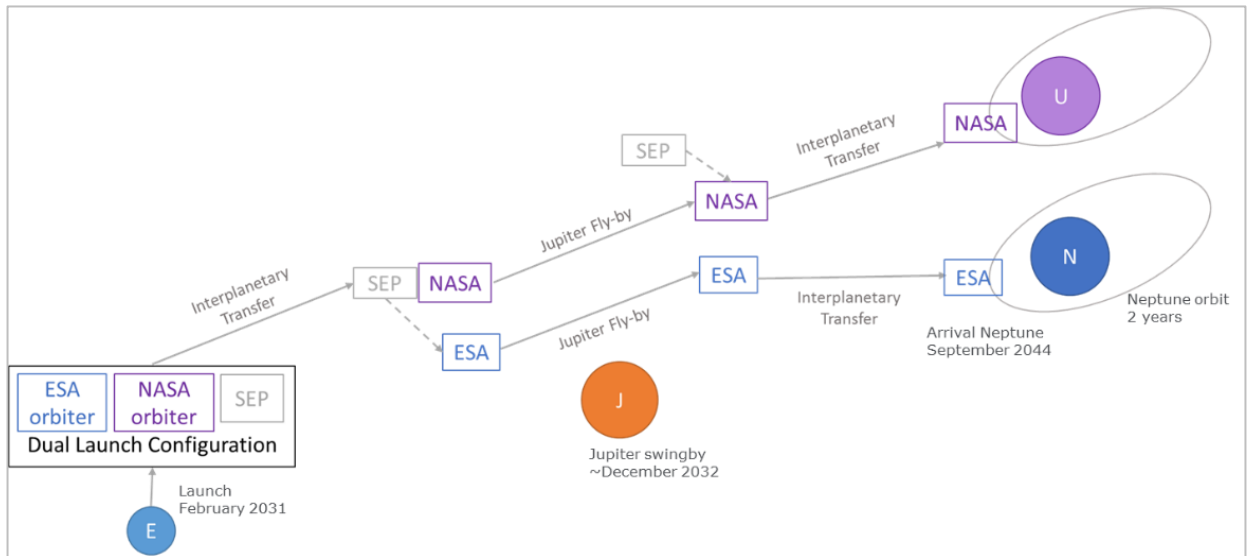 U
NASA
Interplanetary
Transfer
SEP
NASA
Jupiter Fly-by
N
ESA
ESA
Interplanetary
Transfer
Neptune orbit
2 years
Arrival Neptune
September 2044
SEP
NASA
Interplanetary
Transfer
ESA
Jupiter Fly-by
J
Jupiter swingby
~December 2032
ESA
orbiter
NASA
orbiter
SEP
Dual Launch Configuration
Launch
February 2031
E